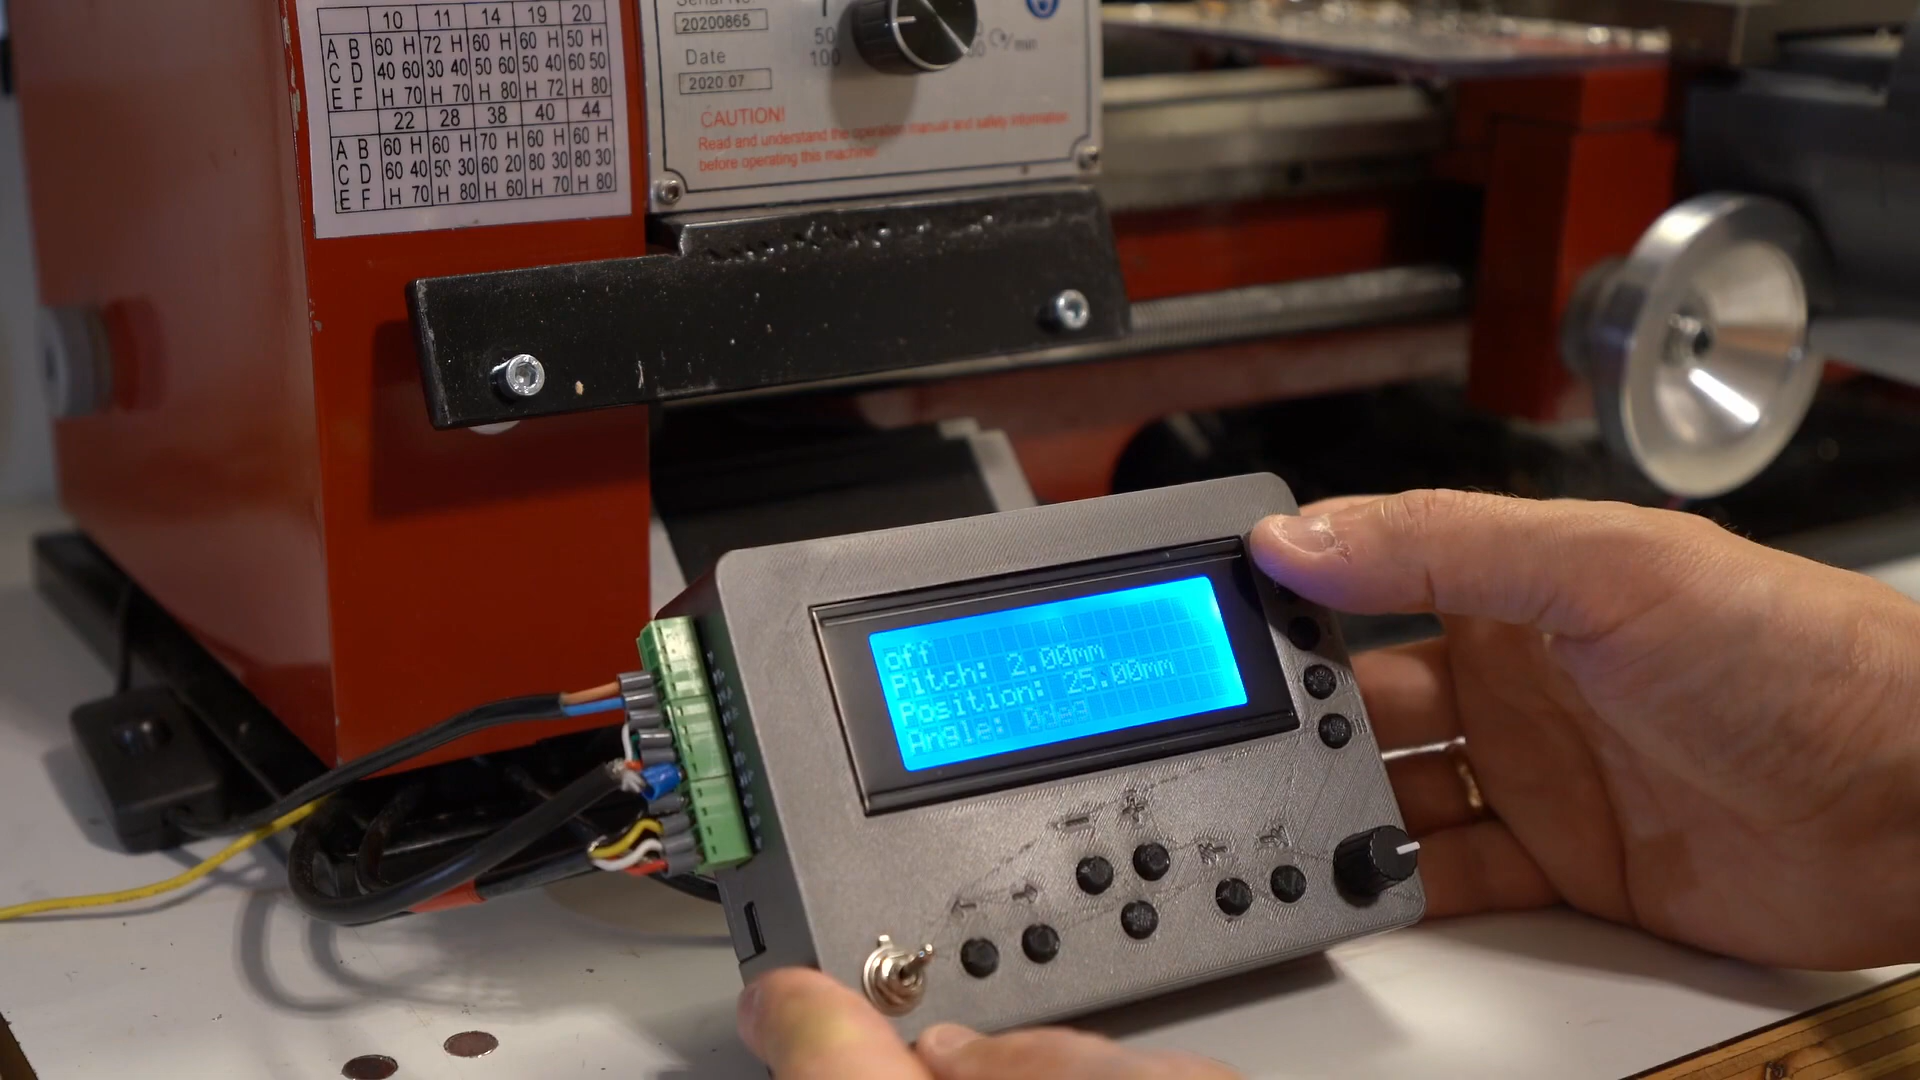 10 11 14 19 20
A B 60 H 72 H 60 H 60 H 50 H
C D 40 60 30 40 50 60 50 40 60 50
E F H 70 H 70 H 80 H 72 H 80
22 28 38 40 44
A B 60 H 60 H 70 H 60 H 60 H
C D 60 40 50 30 60 20 80 30 80 30
E F H 70 H 80 H 60 H 70 H 80
Serial No
20200865
50
100
/min
Date
2020.07
CAUTION!
Read and understand the operation manual and safety information
before operating this machine!
off
Pitch: 2.00mm
Position: 25.00mm
Angle: 0deg
- +